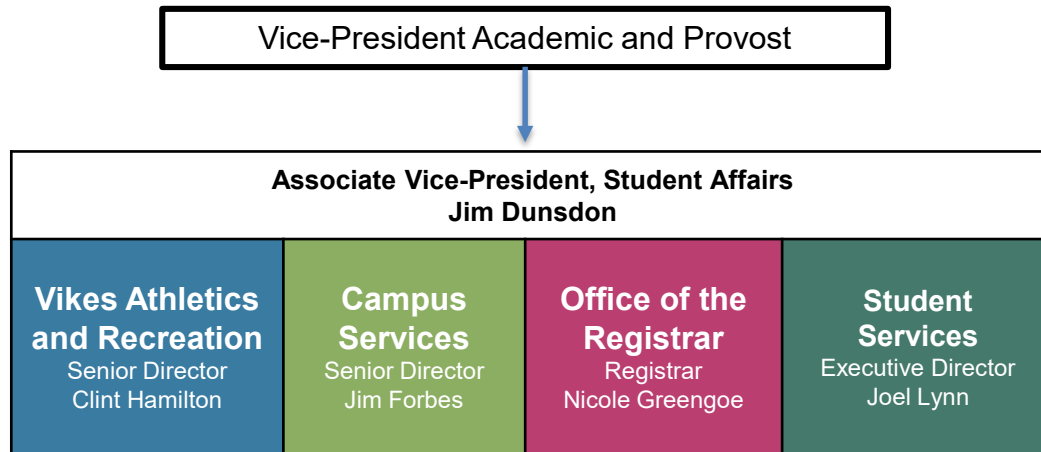 Vice-President Academic and Provost
Associate Vice-President, Student Affairs
Jim Dunsdon
Vikes Athletics
and Recreation
Senior Director
Clint Hamilton
Campus
Services
Senior Director
Jim Forbes
Office of the
Registrar
Registrar
Nicole Greengoe
Student
Services
Executive Director
Joel Lynn